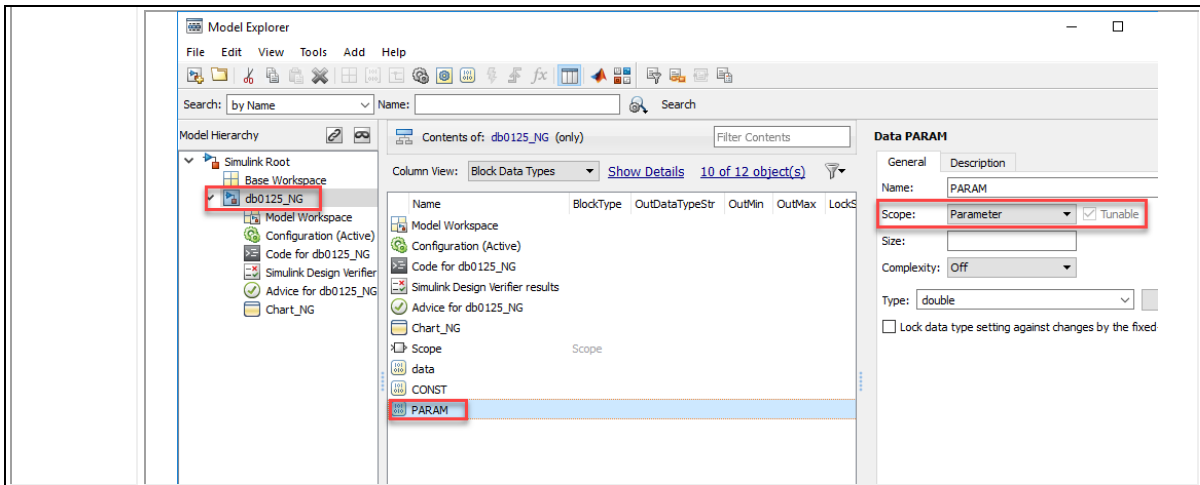 Model Explorer
File Edit View Tools Add Help
fx
Search: by Name Name: Search
Model Hierarchy
Simulink Root
Base Workspace
db0125_NG
Model Workspace
Configuration (Active)
Code for db0125_NG
Simulink Design Verifier
Advice for db0125_NG
Chart_NG
Contents of: db0125_NG (only) Filter Contents
Column View: Block Data Types Show Details 10 of 12 object(s)
Name BlockType OutDataTypeStr OutMin OutMax LockS
Model Workspace
Configuration (Active)
Code for db0125_NG
Simulink Design Verifier results
Advice for db0125_NG
Chart_NG
Scope Scope
data
CONST
PARAM
Data PARAM
General Description
Name: PARAM
Scope: Parameter Tunable
Size:
Complexity: Off
Type: double
Lock data type setting against changes by the fixed-